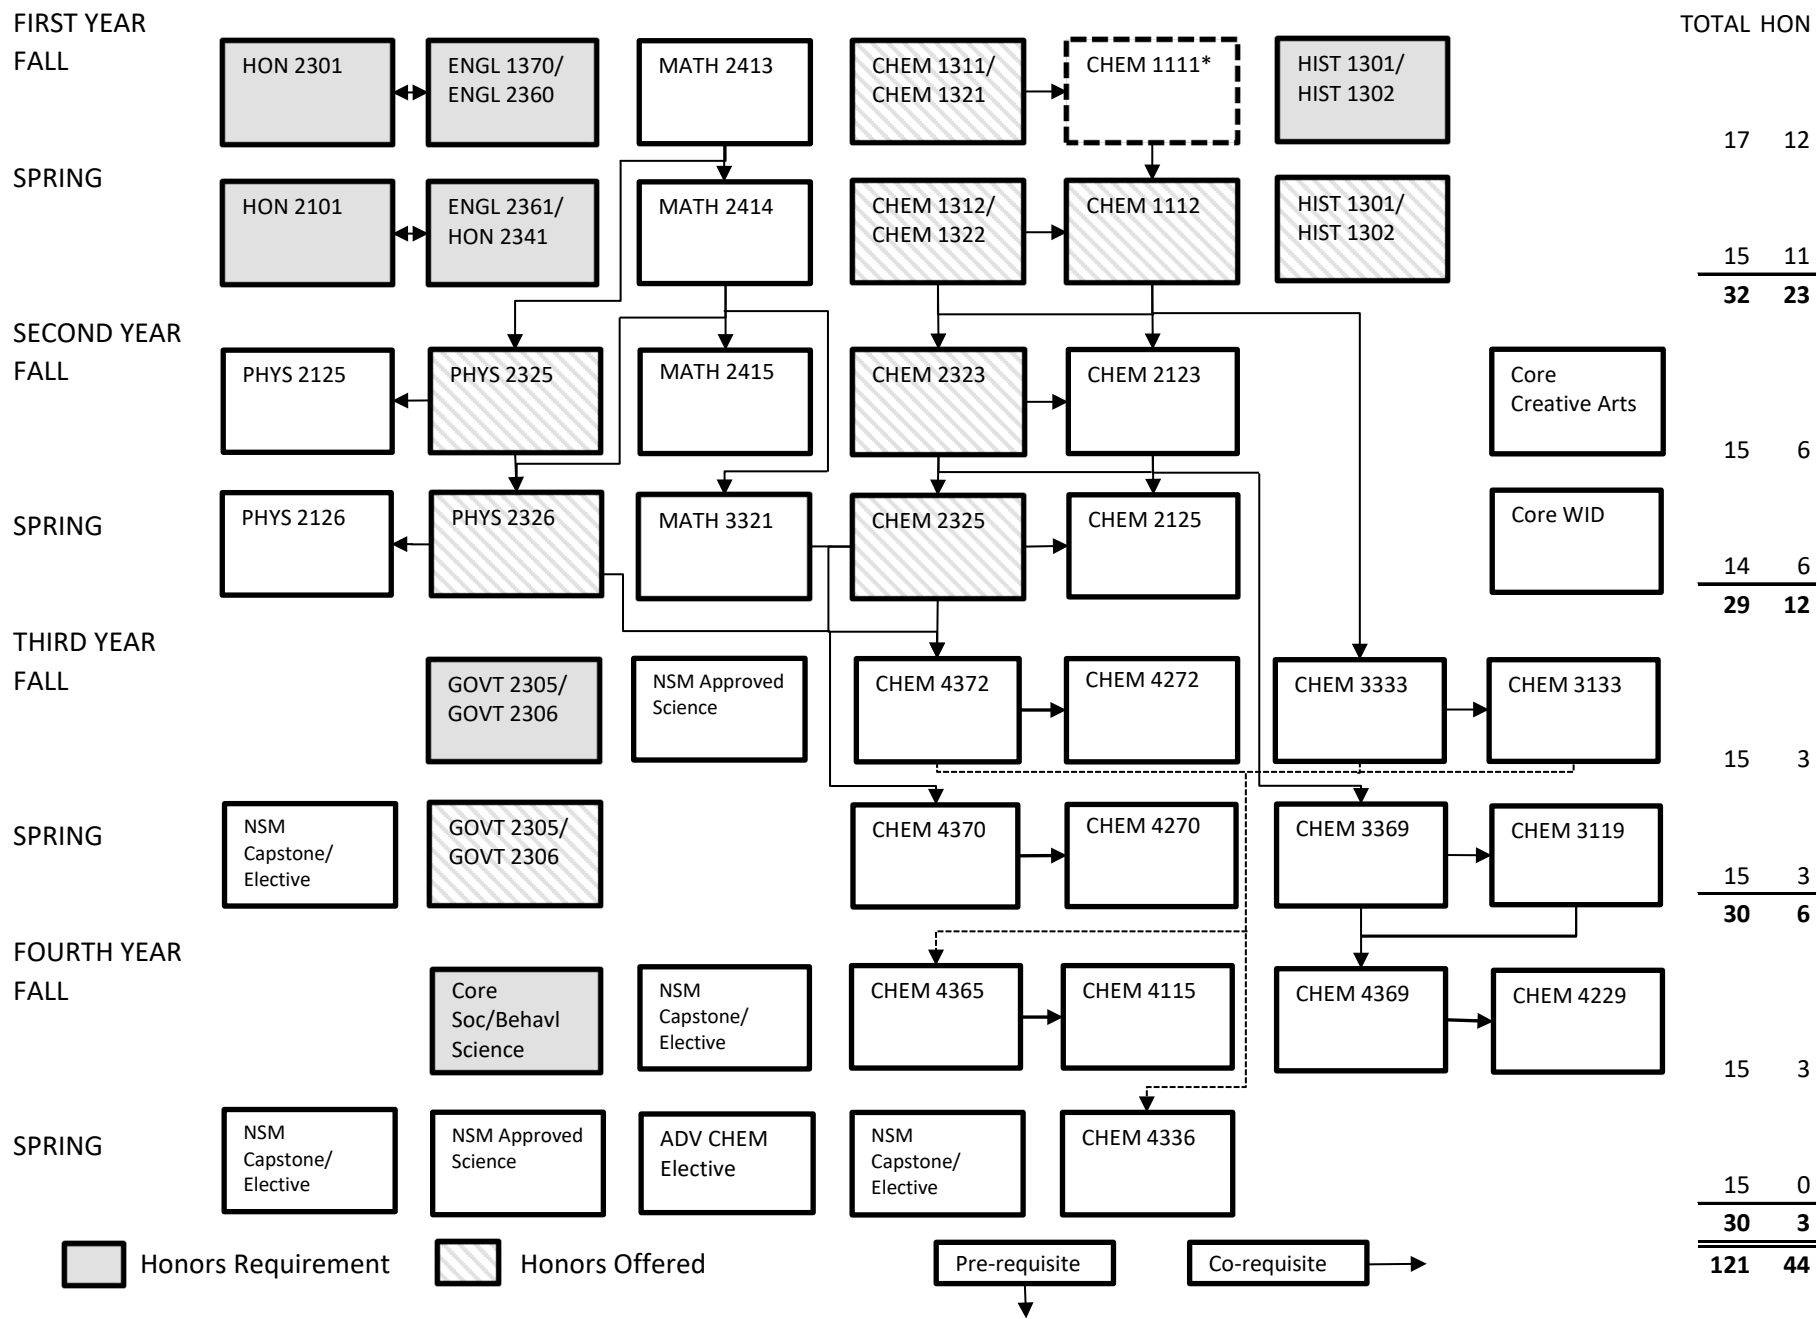 FIRST YEAR
TOTAL HON
FALL
HON 2301
ENGL 1370/
ENGL 2360
MATH 2413
CHEM 1311/
CHEM 1321
CHEM 1111*
HIST 1301/
HIST 1302
17 12
SPRING
HON 2101
ENGL 2361/
HON 2341
MATH 2414
CHEM 1312/
CHEM 1322
CHEM 1112
HIST 1301/
HIST 1302
15 11
32 23
SECOND YEAR
FALL
PHYS 2125
PHYS 2325
MATH 2415
CHEM 2323
CHEM 2123
Core
Creative Arts
15 6
SPRING
PHYS 2126
PHYS 2326
MATH 3321
CHEM 2325
CHEM 2125
Core WID
14 6
29 12
THIRD YEAR
FALL
GOVT 2305/
GOVT 2306
NSM Approved
Science
CHEM 4372
CHEM 4272
CHEM 3333
CHEM 3133
15 3
SPRING
NSM
Capstone/
Elective
GOVT 2305/
GOVT 2306
CHEM 4370
CHEM 4270
CHEM 3369
CHEM 3119
15 3
30 6
FOURTH YEAR
FALL
Core
Soc/Behavl
Science
NSM
Capstone/
Elective
CHEM 4365
CHEM 4115
CHEM 4369
CHEM 4229
15 3
SPRING
NSM
Capstone/
Elective
NSM Approved
Science
ADV CHEM
Elective
NSM
Capstone/
Elective
CHEM 4336
15 0
30 3
121 44
Honors Requirement
Honors Offered
Pre-requisite
Co-requisite